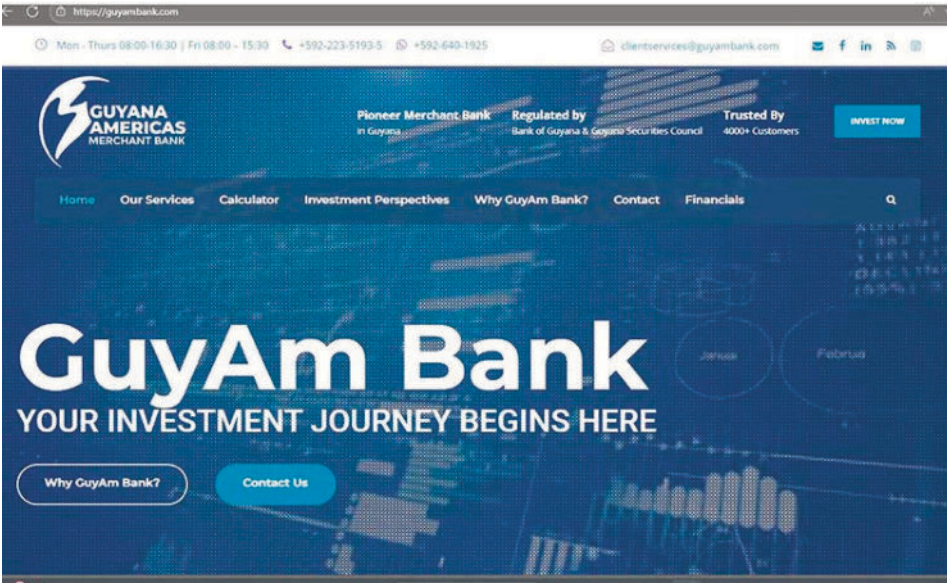 https://guyambank.com
Mon - Thurs 08:00-16:30 | Fri 08:00 - 15:30 +592-223-5193-5 +592-640-1925 clientservices@guyambank.com
GUYANA
AMERICAS
MERCHANT BANK
Pioneer Merchant Bank
in Guyana
Regulated by
Bank of Guyana & Guyana Securities Council
Trusted By
4000+ Customers
INVEST NOW
Home Our Services Calculator Investment Perspectives Why GuyAm Bank? Contact Financials
GuyAm Bank
YOUR INVESTMENT JOURNEY BEGINS HERE
Why GuyAm Bank? Contact Us